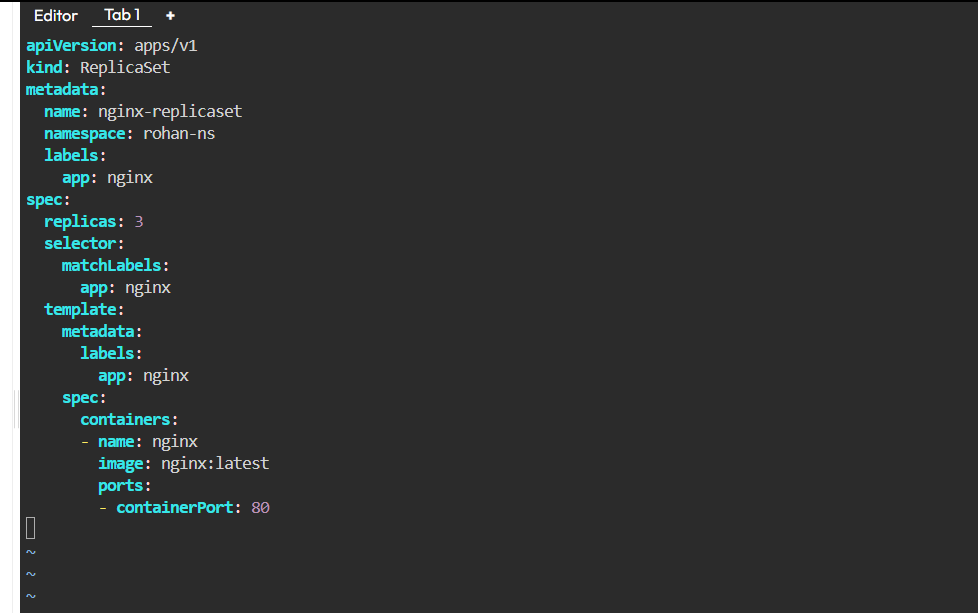 Editor Tab 1 +
apiVersion: apps/v1
kind: ReplicaSet
metadata:
  name: nginx-replicaset
  namespace: rohan-ns
  labels:
    app: nginx
spec:
  replicas: 3
  selector:
    matchLabels:
      app: nginx
  template:
    metadata:
      labels:
        app: nginx
    spec:
      containers:
      - name: nginx
        image: nginx:latest
        ports:
        - containerPort: 80
~
~
~